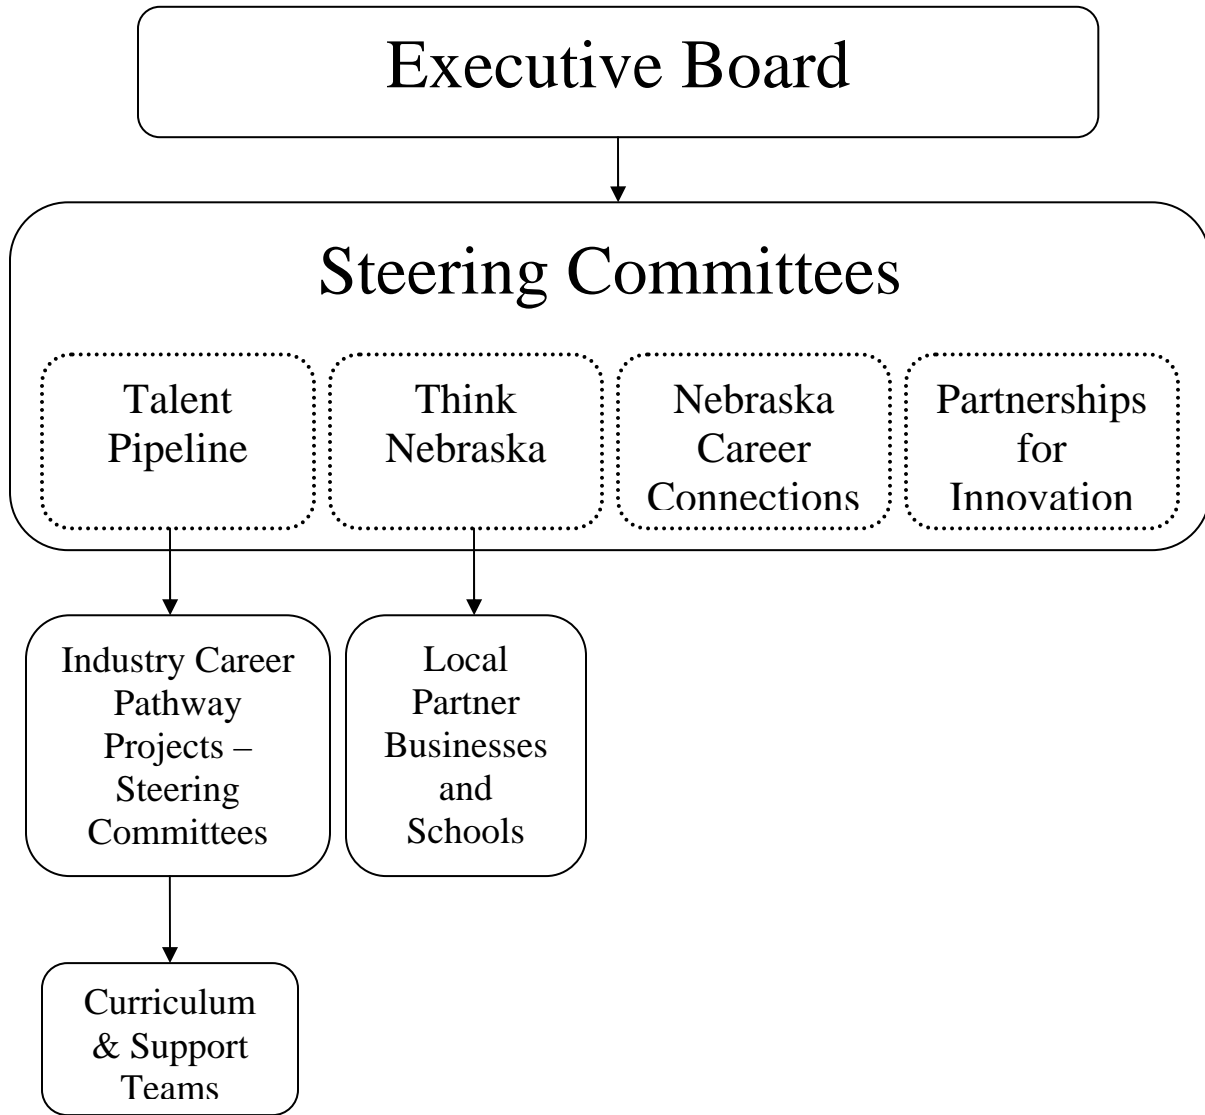 Executive Board
Steering Committees
Talent
Pipeline
Think
Nebraska
Nebraska
Career
Connections
Partnerships
for
Innovation
Industry Career
Pathway
Projects –
Steering
Committees
Local
Partner
Businesses
and
Schools
Curriculum
& Support
Teams